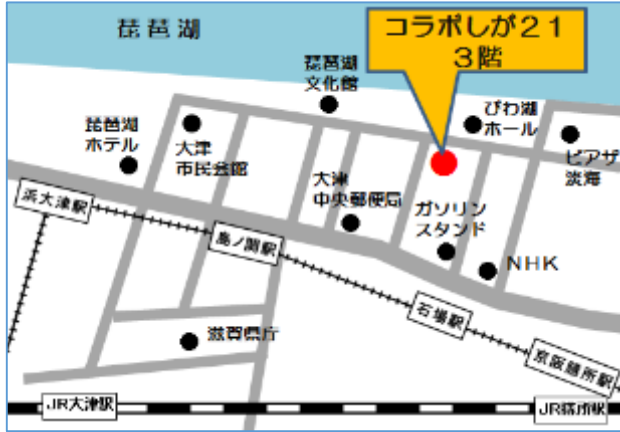 琵琶湖
コラボしが21
3階
琵琶湖
文化館
びわ湖
ホール
琵琶湖
ホテル
大津
市民会館
ピアザ
淡海
大津
中央郵便局
ガソリン
スタンド
浜大津駅
島ノ関駅
NHK
石場駅
滋賀県庁
京阪膳所駅
JR大津駅
JR膳所駅